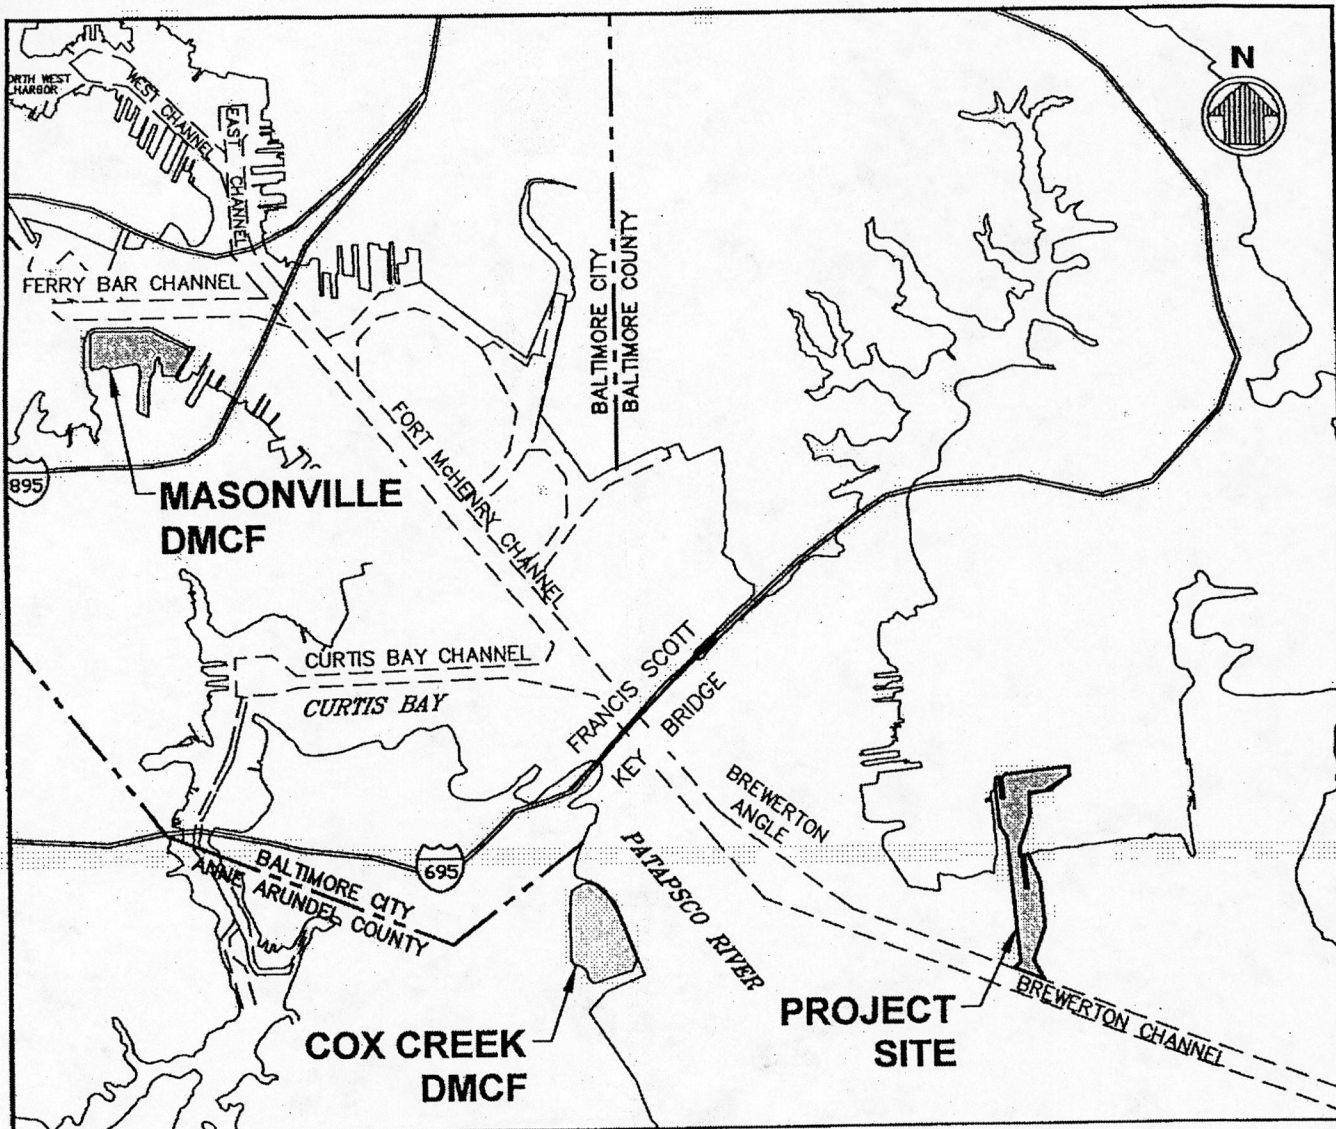 N
ORTH WEST
HARBOR
WEST CHANNEL
EAST CHANNEL
FERRY BAR CHANNEL
BALTIMORE CITY
BALTIMORE COUNTY
FORT McHENRY CHANNEL
895
MASONVILLE
DMCF
CURTIS BAY CHANNEL
CURTIS BAY
FRANCIS SCOTT
KEY BRIDGE
BREWERTON
ANGLE
695
BALTIMORE CITY
ANNE ARUNDEL COUNTY
PATAPSCO RIVER
COX CREEK
DMCF
PROJECT
SITE
BREWERTON CHANNEL